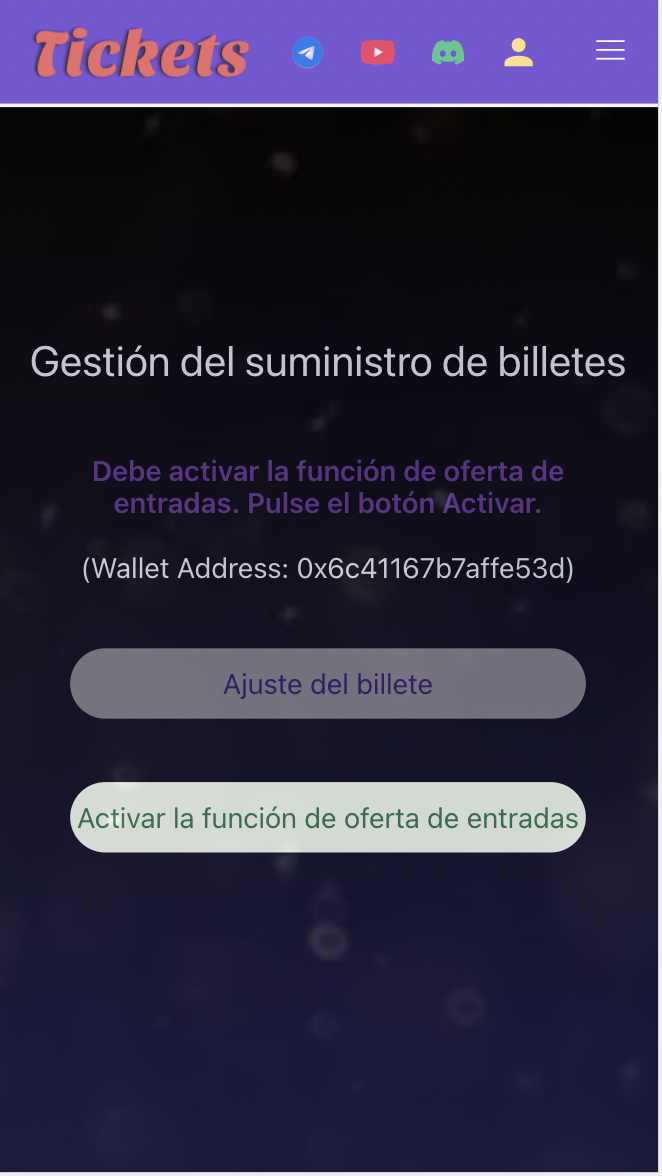 Tickets
Gestión del suministro de billetes
Debe activar la función de oferta de
entradas. Pulse el botón Activar.
(Wallet Address: 0x6c41167b7affe53d)
Ajuste del billete
Activar la función de oferta de entradas